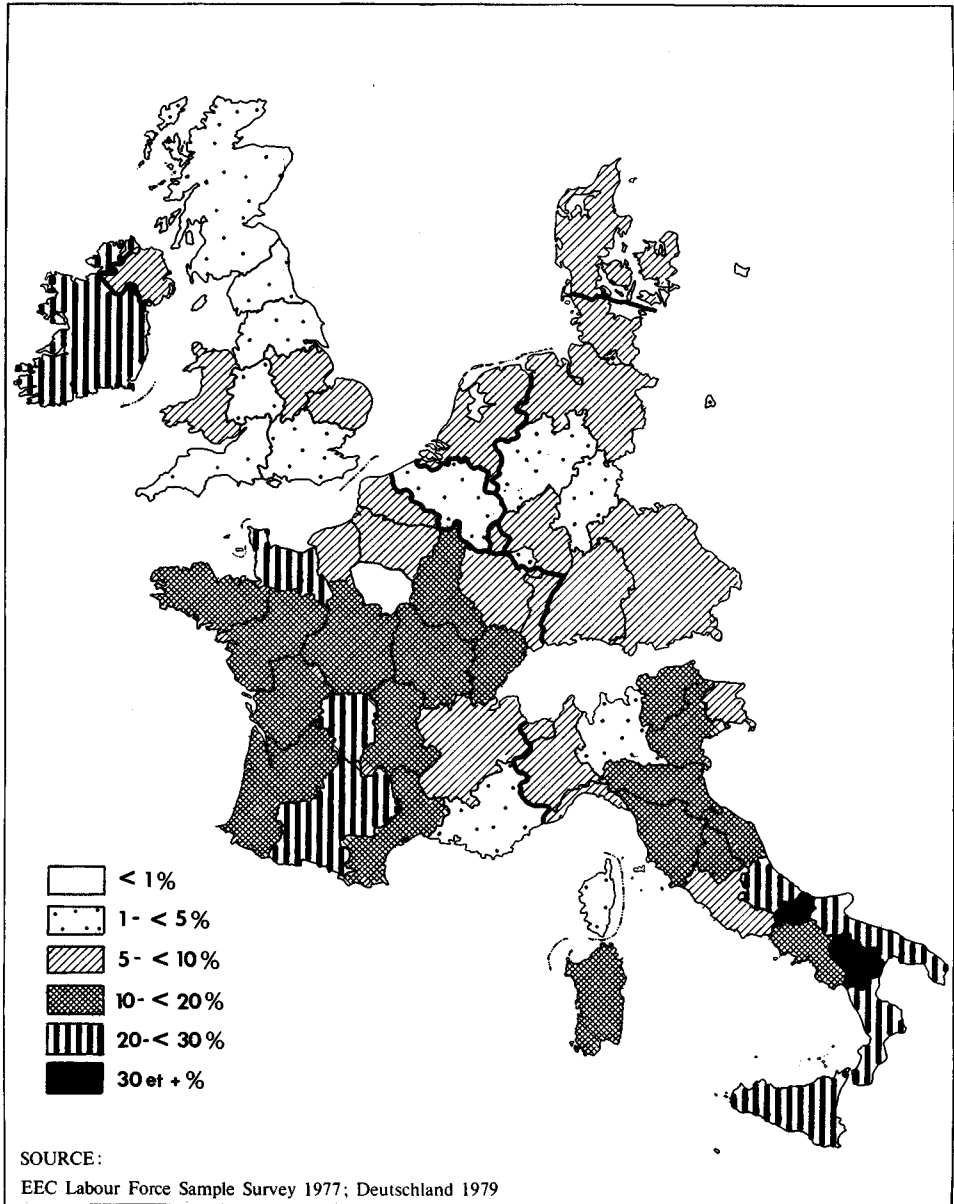 < 1%
1 - < 5 %
5 - < 10 %
10 - < 20 %
20 - < 30 %
30 et + %
SOURCE:
EEC Labour Force Sample Survey 1977; Deutschland 1979